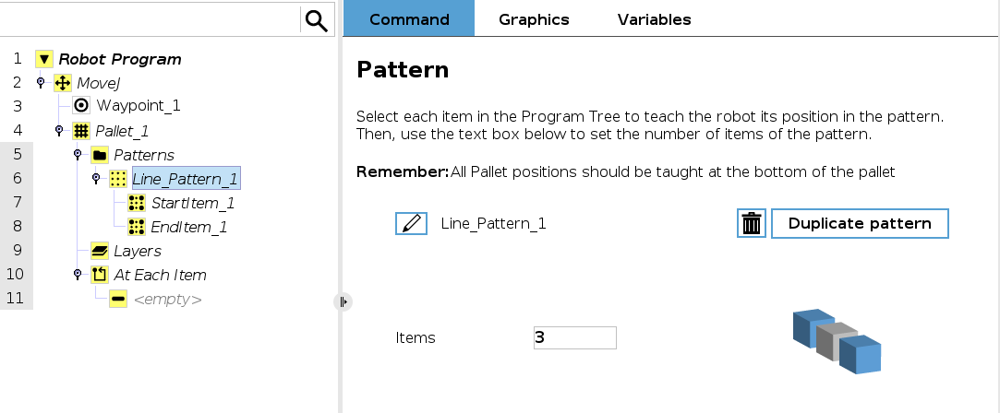 Command Graphics Variables
1 Robot Program
2 MoveJ
3 Waypoint_1
4 Pallet_1
5 Patterns
6 Line_Pattern_1
7 StartItem_1
8 EndItem_1
9 Layers
10 At Each Item
11 <empty>
Pattern
Select each item in the Program Tree to teach the robot its position in the pattern.
Then, use the text box below to set the number of items of the pattern.
Remember: All Pallet positions should be taught at the bottom of the pallet
Line_Pattern_1 Duplicate pattern
Items 3